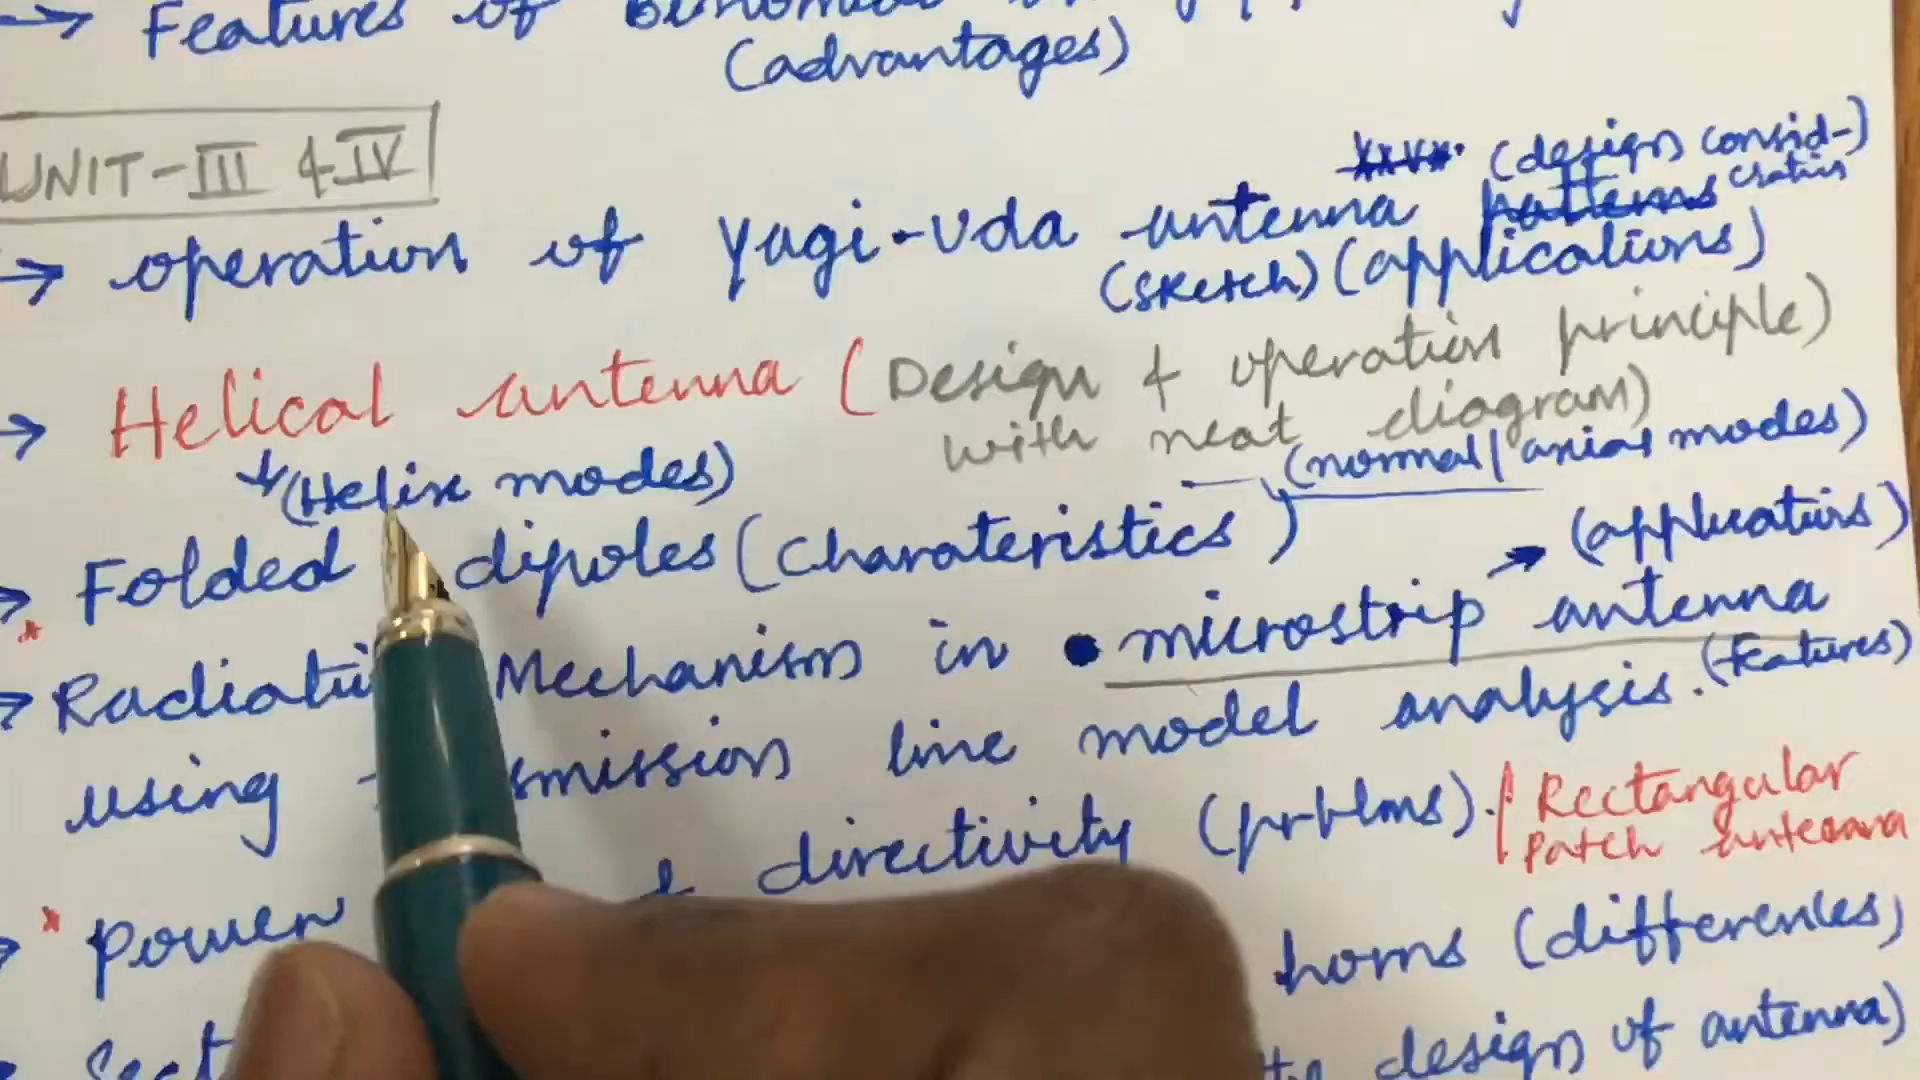 → Features of
(advantages)
UNIT-III & IV
(design consid-)
erations
→ operation of Yagi-Uda antenna patterns
(sketch) (applications)
→ Helical antenna (Design & operation principle)
with neat diagram)
(Helix modes) (normal/axial modes)
→ Folded dipoles (Charateristics)
(applications)
→ Radiation Mechanism in microstrip antenna
(features)
using smission line model analysis.
→ * power directivity (prblms). Rectangular
Patch antenna
horns (differences)
design of antenna)